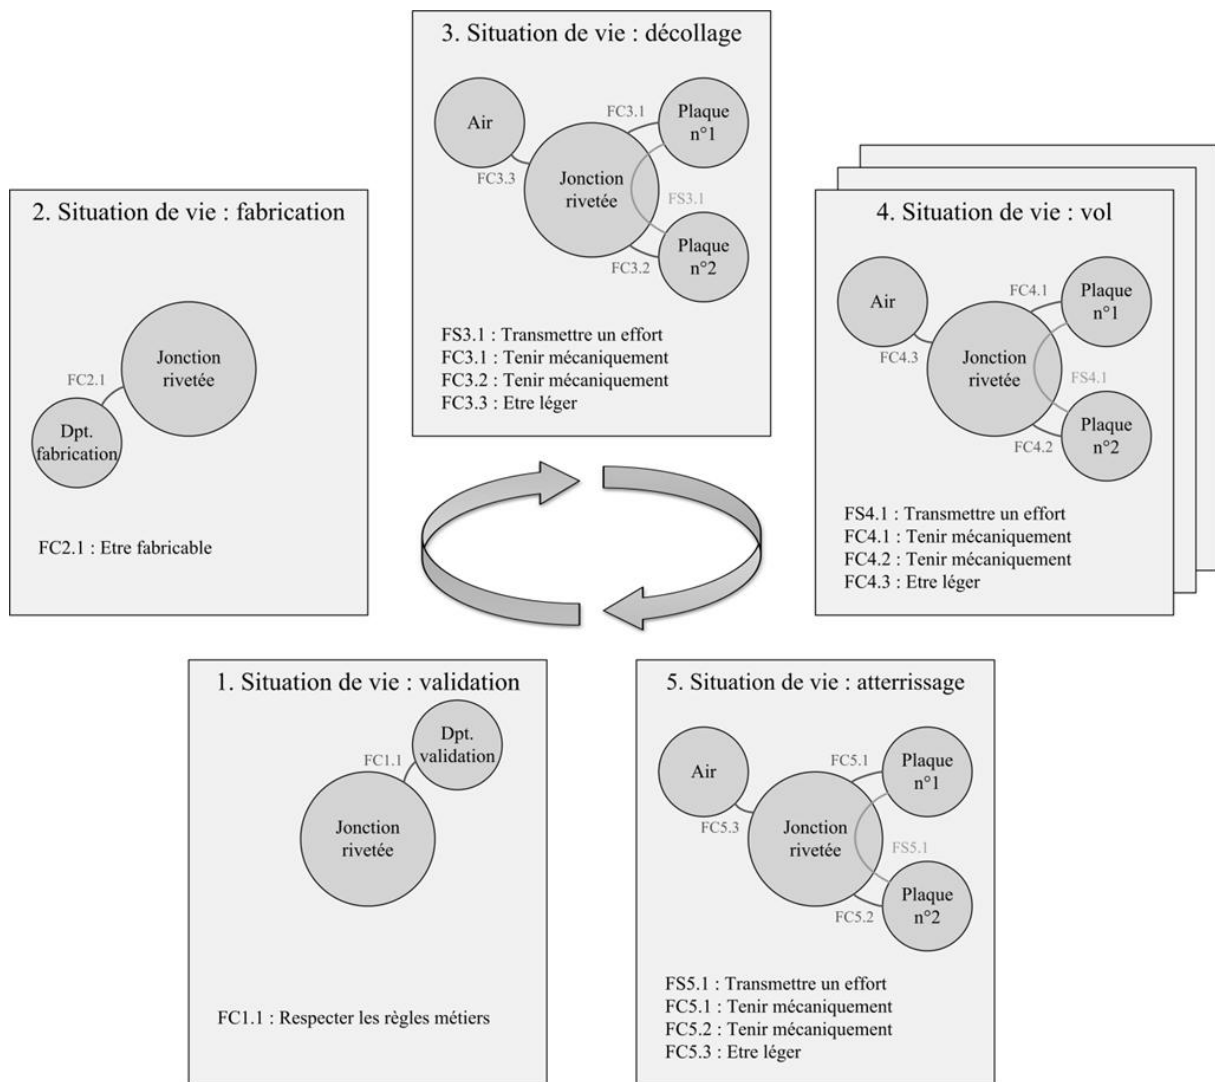 3. Situation de vie : décollage
Air
FC3.1
Plaque
n°1
FC3.3
Jonction
rivetée
FS3.1
FC3.2
Plaque
n°2
FS3.1 : Transmettre un effort
FC3.1 : Tenir mécaniquement
FC3.2 : Tenir mécaniquement
FC3.3 : Etre léger
2. Situation de vie : fabrication
Jonction
rivetée
FC2.1
Dpt.
fabrication
FC2.1 : Etre fabricable
4. Situation de vie : vol
Air
FC4.1
Plaque
n°1
FC4.3
Jonction
rivetée
FS4.1
FC4.2
Plaque
n°2
FS4.1 : Transmettre un effort
FC4.1 : Tenir mécaniquement
FC4.2 : Tenir mécaniquement
FC4.3 : Etre léger
1. Situation de vie : validation
Dpt.
validation
FC1.1
Jonction
rivetée
FC1.1 : Respecter les règles métiers
5. Situation de vie : atterrissage
Air
FC5.1
Plaque
n°1
FC5.3
Jonction
rivetée
FS5.1
FC5.2
Plaque
n°2
FS5.1 : Transmettre un effort
FC5.1 : Tenir mécaniquement
FC5.2 : Tenir mécaniquement
FC5.3 : Etre léger